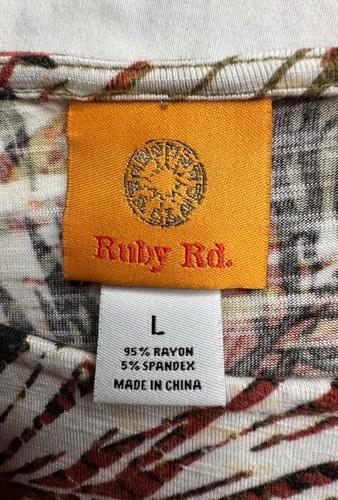 Ruby Rd.
L
95% RAYON
5% SPANDEX
MADE IN CHINA